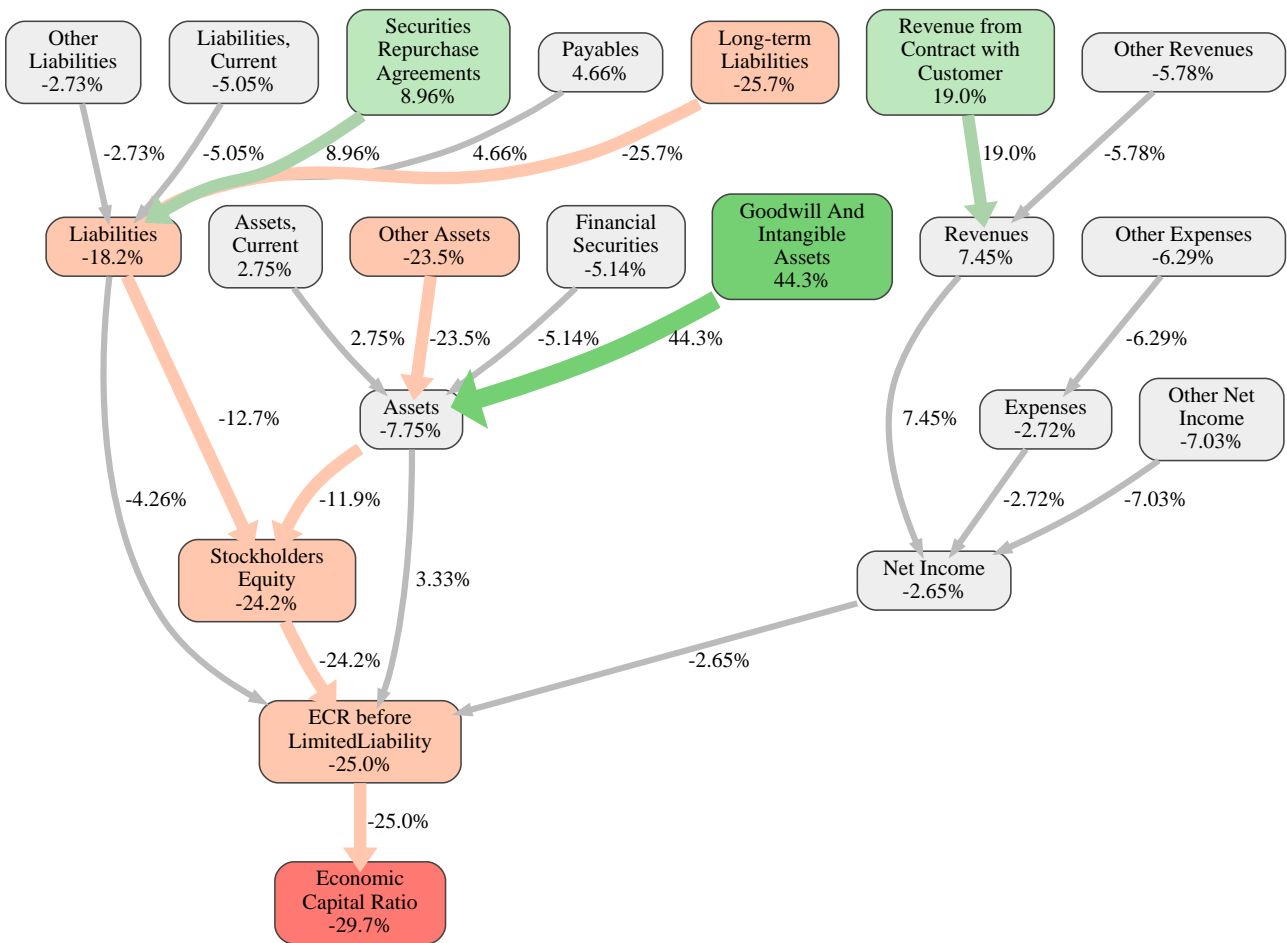 Other
Liabilities
-2.73%
Liabilities,
Current
-5.05%
Securities
Repurchase
Agreements
8.96%
Payables
4.66%
Long-term
Liabilities
-25.7%
Revenue from
Contract with
Customer
19.0%
Other Revenues
-5.78%
-2.73%
-5.05%
8.96%
4.66%
-25.7%
19.0%
-5.78%
Liabilities
-18.2%
Assets,
Current
2.75%
Other Assets
-23.5%
Financial
Securities
-5.14%
Goodwill And
Intangible
Assets
44.3%
Revenues
7.45%
Other Expenses
-6.29%
2.75%
-23.5%
-5.14%
44.3%
-6.29%
-12.7%
Assets
-7.75%
7.45%
Expenses
-2.72%
Other Net
Income
-7.03%
-4.26%
-11.9%
-2.72%
-7.03%
Stockholders
Equity
-24.2%
3.33%
Net Income
-2.65%
-24.2%
-2.65%
ECR before
LimitedLiability
-25.0%
-25.0%
Economic
Capital Ratio
-29.7%